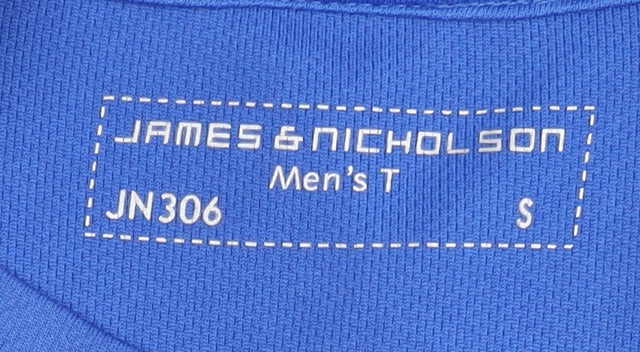 JAMES & NICHOLSON
Men's T
JN306 S